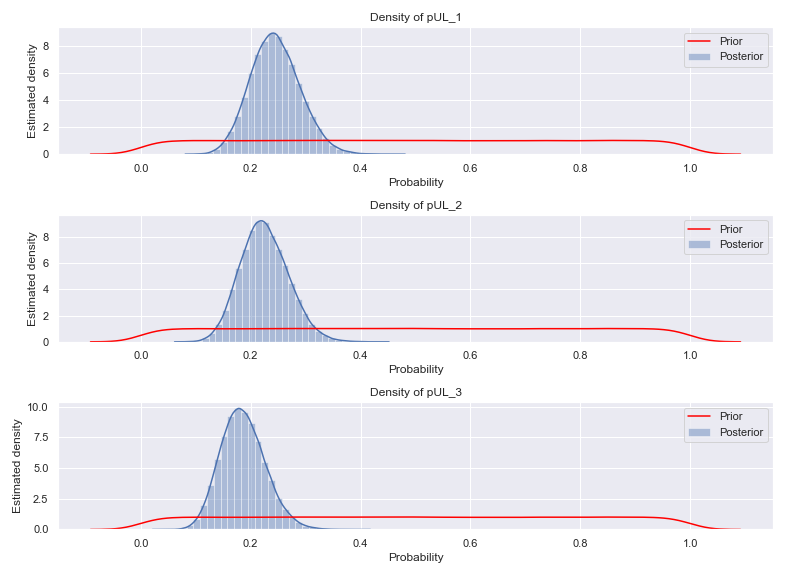 Density of pUL_1
Estimated density
8
6
4
2
0
Prior
Posterior
0.0 0.2 0.4 0.6 0.8 1.0
Probability
Density of pUL_2
Estimated density
8
6
4
2
0
Prior
Posterior
0.0 0.2 0.4 0.6 0.8 1.0
Probability
Density of pUL_3
Estimated density
10.0
7.5
5.0
2.5
0.0
Prior
Posterior
0.0 0.2 0.4 0.6 0.8 1.0
Probability